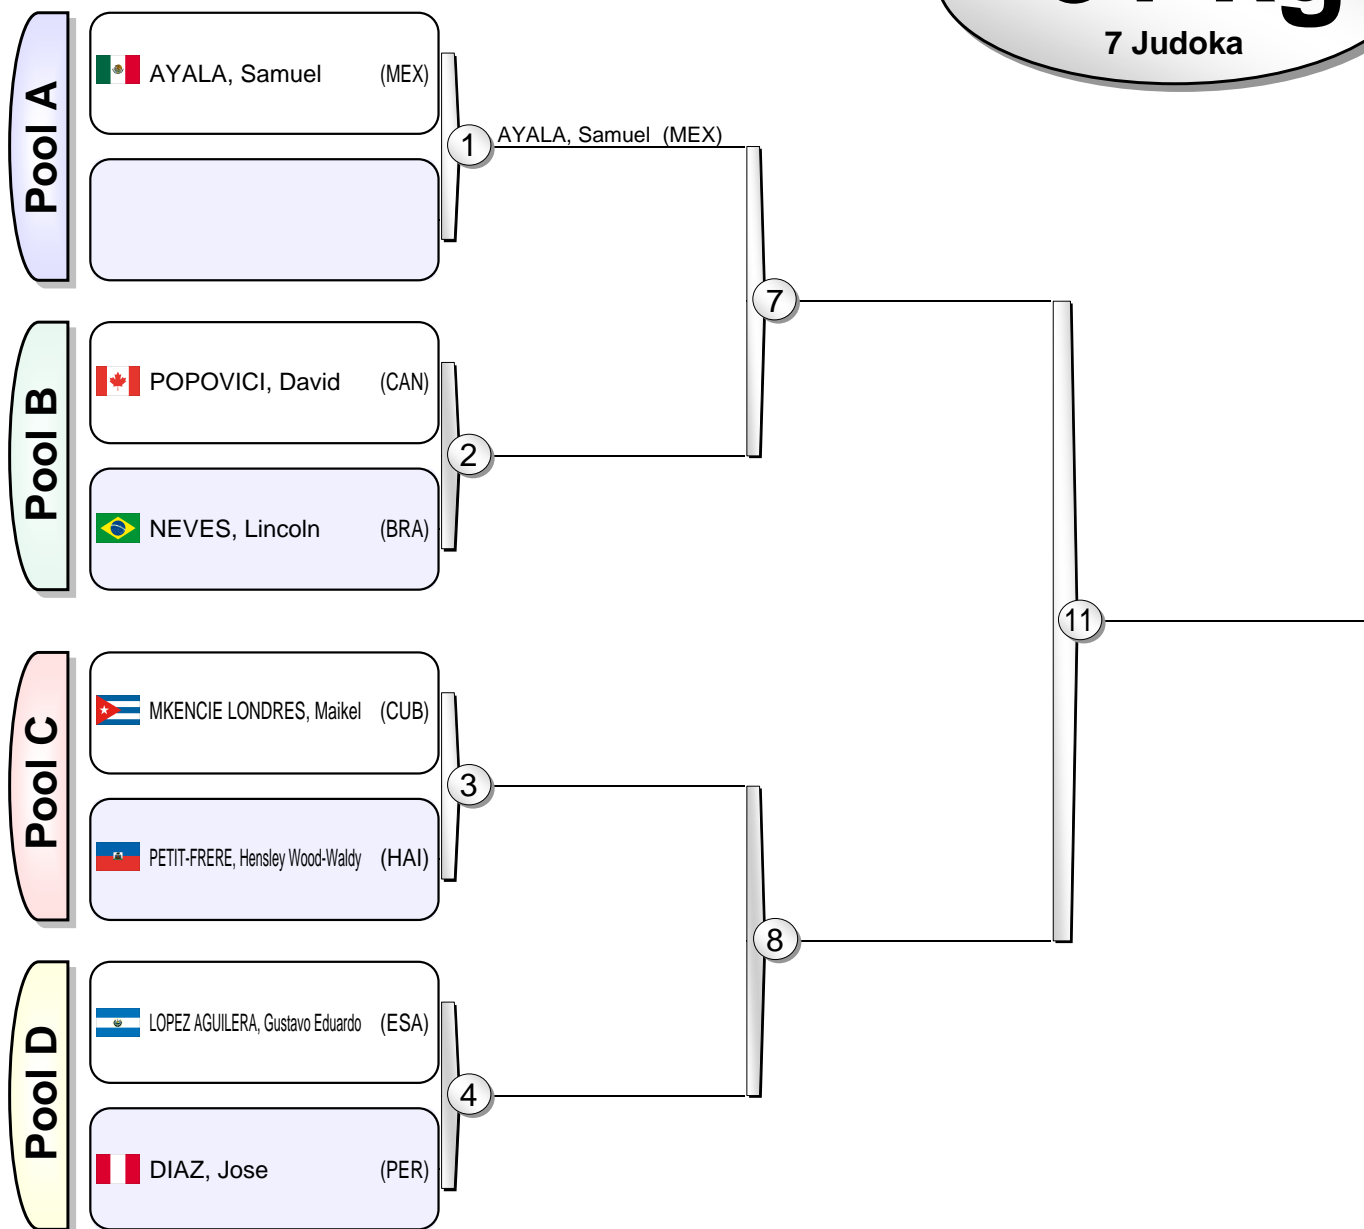 7 Judoka
Pool A
AYALA, Samuel (MEX)
1
AYALA, Samuel (MEX)
7
Pool B
POPOVICI, David (CAN)
2
NEVES, Lincoln (BRA)
11
Pool C
MKENCIE LONDRES, Maikel (CUB)
3
PETIT-FRERE, Hensley Wood-Waldy (HAI)
8
Pool D
LOPEZ AGUILERA, Gustavo Eduardo (ESA)
4
DIAZ, Jose (PER)